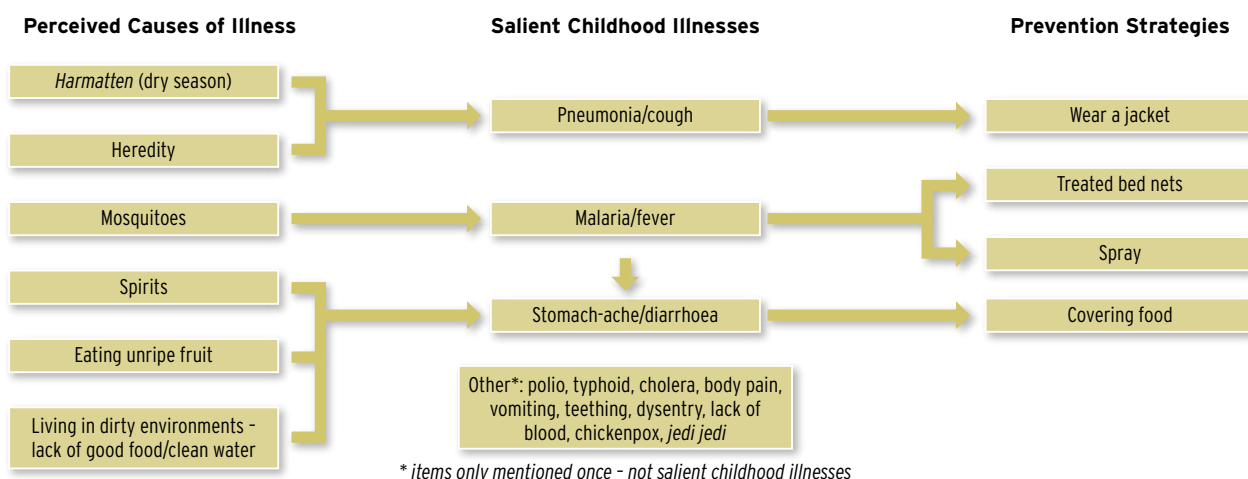 Perceived Causes of Illness
Salient Childhood Illnesses
Prevention Strategies
Harmatten (dry season)
Heredity
Pneumonia/cough
Wear a jacket
Mosquitoes
Malaria/fever
Treated bed nets
Spray
Spirits
Eating unripe fruit
Living in dirty environments –
lack of good food/clean water
Stomach-ache/diarrhoea
Covering food
Other*: polio, typhoid, cholera, body pain,
vomiting, teething, dysentry, lack of
blood, chickenpox, jedi jedi
* items only mentioned once – not salient childhood illnesses